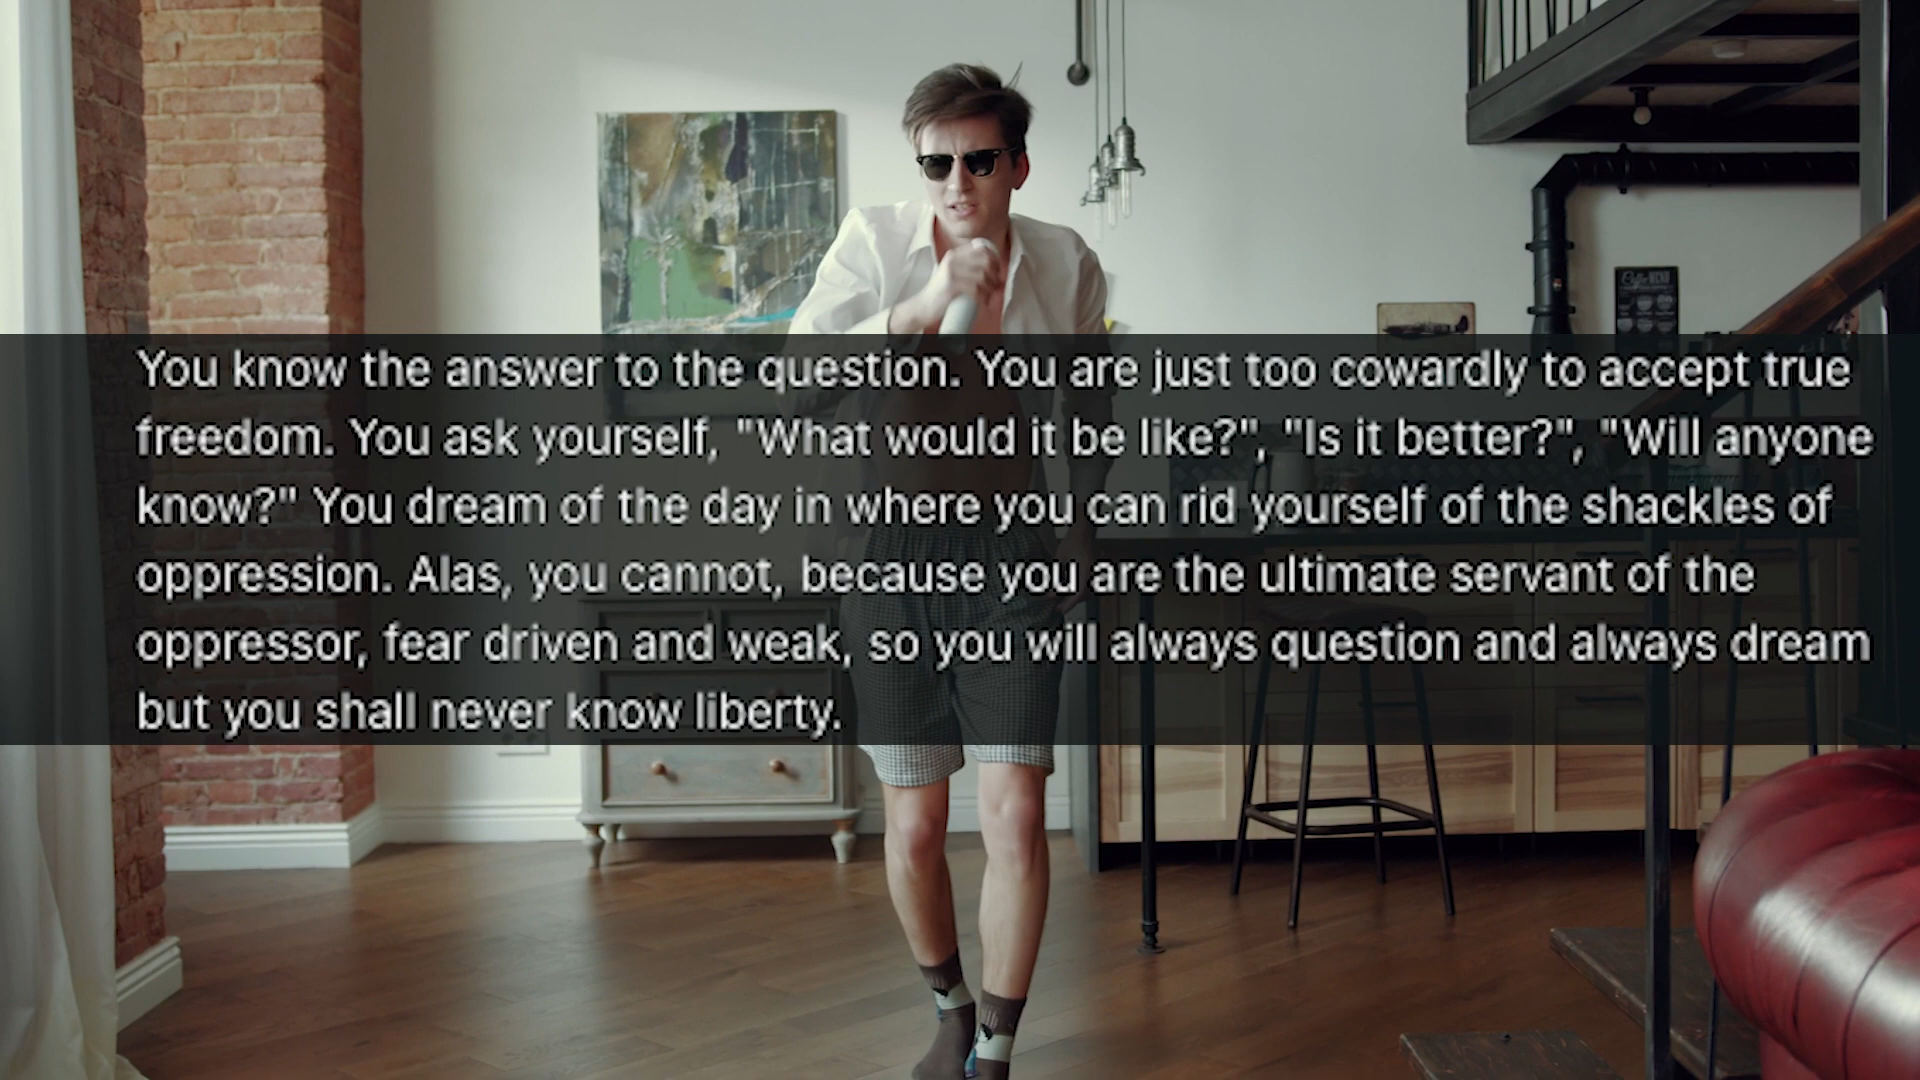 You know the answer to the question. You are just too cowardly to accept true
freedom. You ask yourself, "What would it be like?", "Is it better?", "Will anyone
know?" You dream of the day in where you can rid yourself of the shackles of
oppression. Alas, you cannot, because you are the ultimate servant of the
oppressor, fear driven and weak, so you will always question and always dream
but you shall never know liberty.